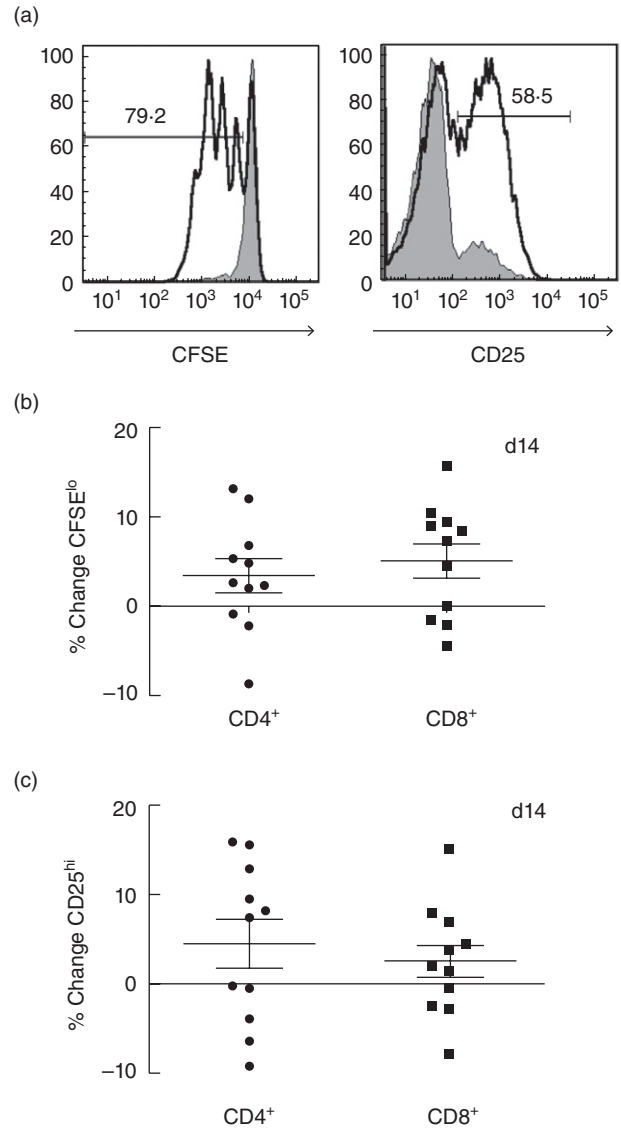 (a)
100 100
80 79·2 80 58·5
60 60
40 40
20 20
0 0
10¹ 10² 10³ 10⁴ 10⁵ 10¹ 10² 10³ 10⁴ 10⁵
CFSE CD25
(b)
20
d14
10
0
–10
% Change CFSEˡᵒ
CD4⁺ CD8⁺
(c)
20
d14
10
0
–10
% Change CD25ʰⁱ
CD4⁺ CD8⁺